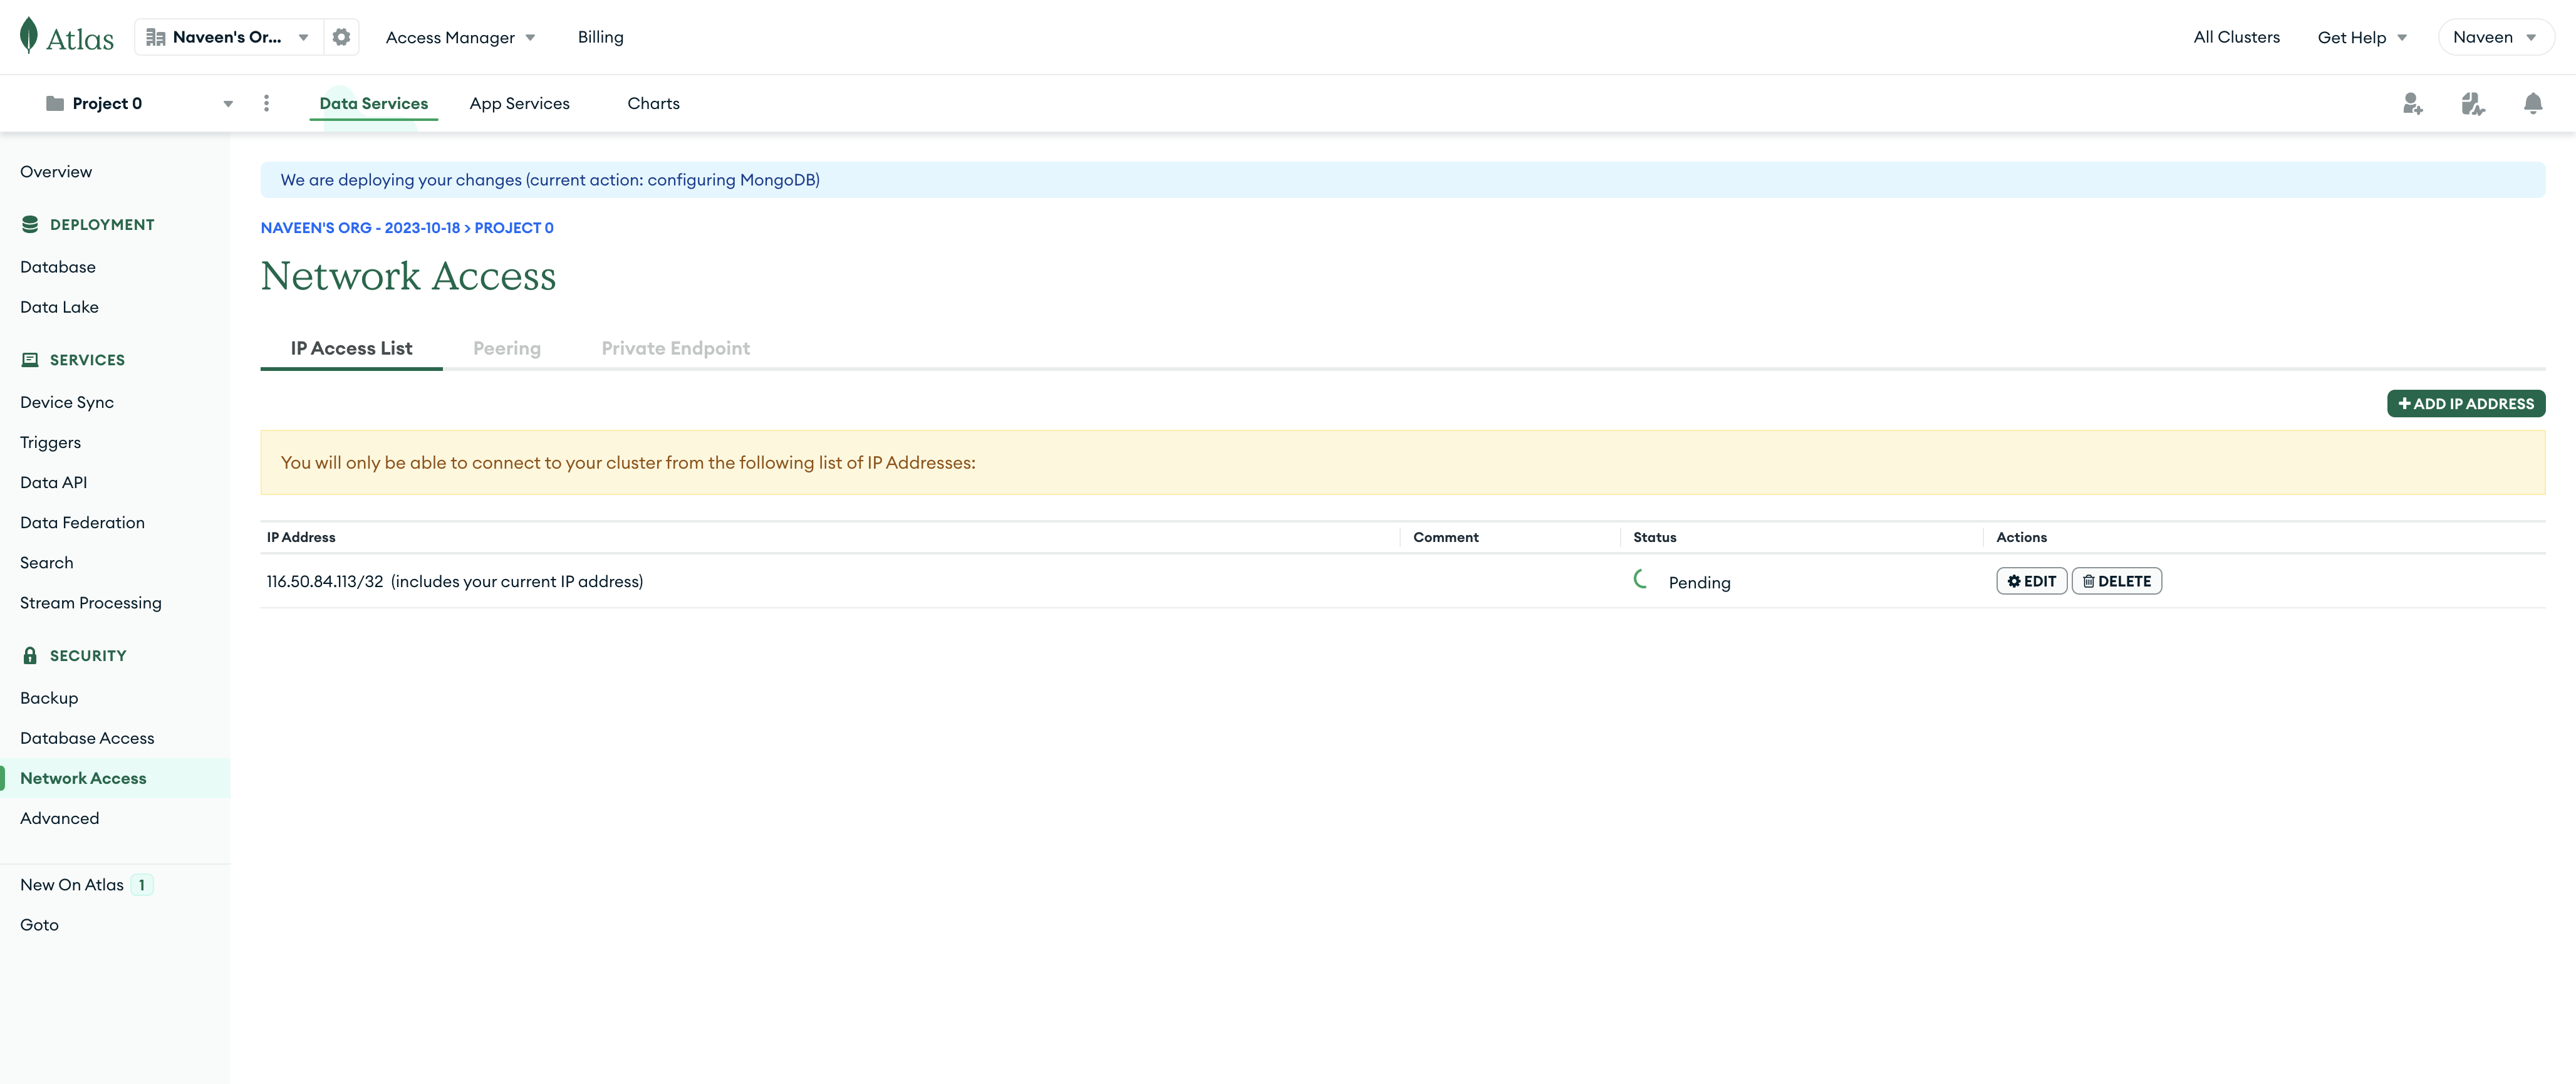 Atlas
Naveen's Or...
Access Manager
Billing
All Clusters
Get Help
Naveen
Project 0
Data Services
App Services
Charts
Overview
DEPLOYMENT
Database
Data Lake
SERVICES
Device Sync
Triggers
Data API
Data Federation
Search
Stream Processing
SECURITY
Backup
Database Access
Network Access
Advanced
New On Atlas 1
Goto
We are deploying your changes (current action: configuring MongoDB)
NAVEEN'S ORG - 2023-10-18 > PROJECT 0
Network Access
IP Access List
Peering
Private Endpoint
+ ADD IP ADDRESS
You will only be able to connect to your cluster from the following list of IP Addresses:
IP Address Comment Status Actions
116.50.84.113/32 (includes your current IP address) Pending EDIT DELETE